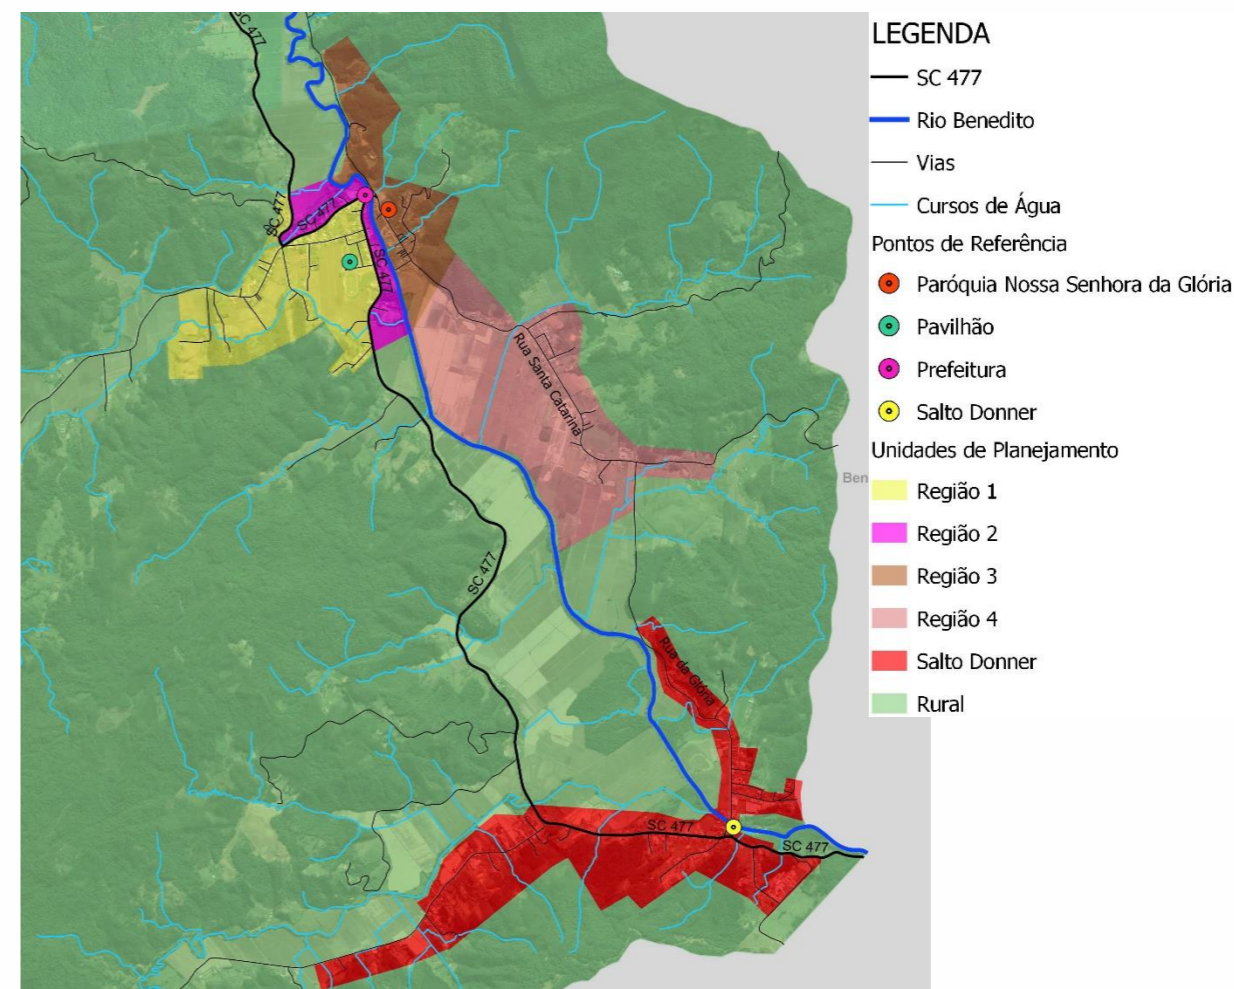 LEGENDA
SC 477
Rio Benedito
Vias
Cursos de Água
Pontos de Referência
Paróquia Nossa Senhora da Glória
Pavilhão
Prefeitura
Salto Donner
Unidades de Planejamento
Região 1
Região 2
Região 3
Região 4
Salto Donner
Rural
SC 477
SC 477
SC 477
SC 477
Rua Santa Catarina
Ben
SC 477
Rua da Glória
SC 477
SC 477